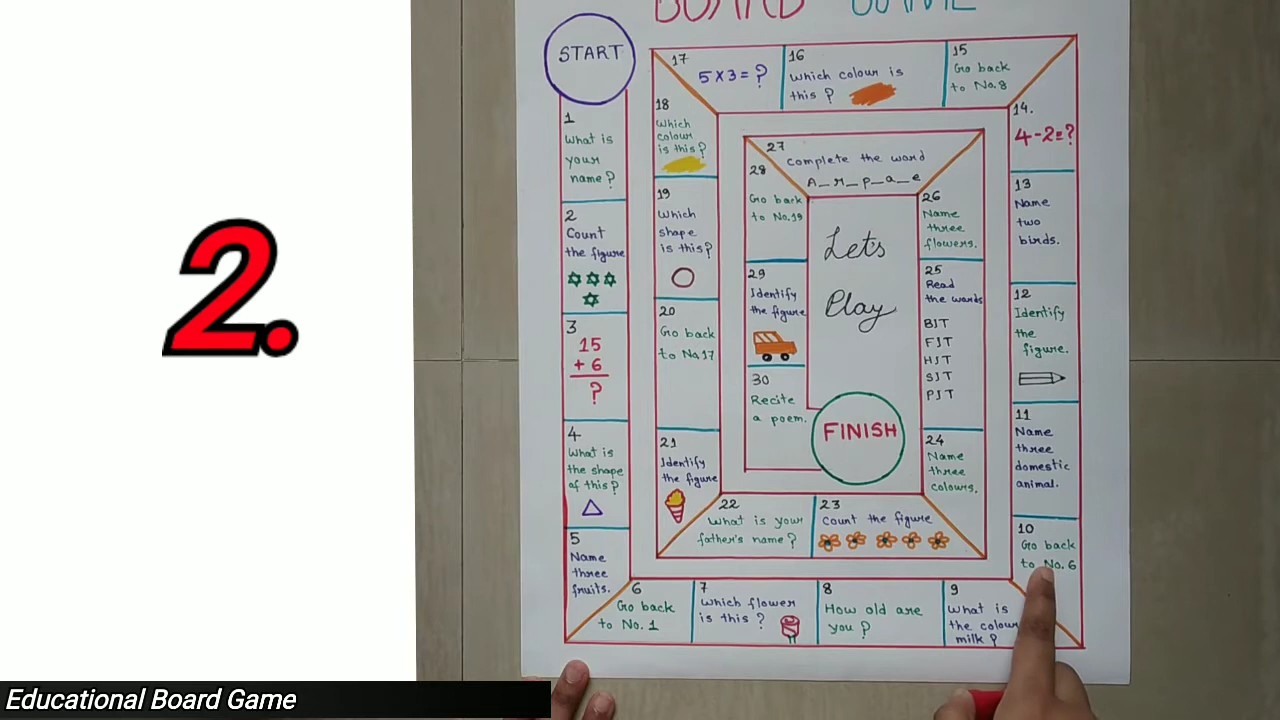 BOARD GAME
2.
START
1
What is
your
name?
2
Count
the figure
3
15
+ 6
?
4
What is
the shape
of this?
5
Name
three
fruits.
6
Go back
to No. 1
7
Which flower
is this?
8
How old are
you?
9
What is
the colour
milk?
10
Go back
to No. 6
11
Name
three
domestic
animal.
12
Identify
the
figure.
13
Name
two
birds.
14.
4-2=?
15
Go back
to No. 8
16
Which colour is
this?
17
5x3=?
18
Which
colour
is this?
19
Which
shape
is this?
20
Go back
to No 17
21
Identify
the figure
22
What is your
father's name?
23
Count the figure
24
Name
three
colours.
25
Read
the words
BIT
FIT
HIT
SIT
PIT
26
Name
three
flowers.
27
Complete the word
A_r_p_a_e
28
Go back
to No. 19
29
Identify
the figure
30
Recite
a poem.
Let's
Play
FINISH
Educational Board Game